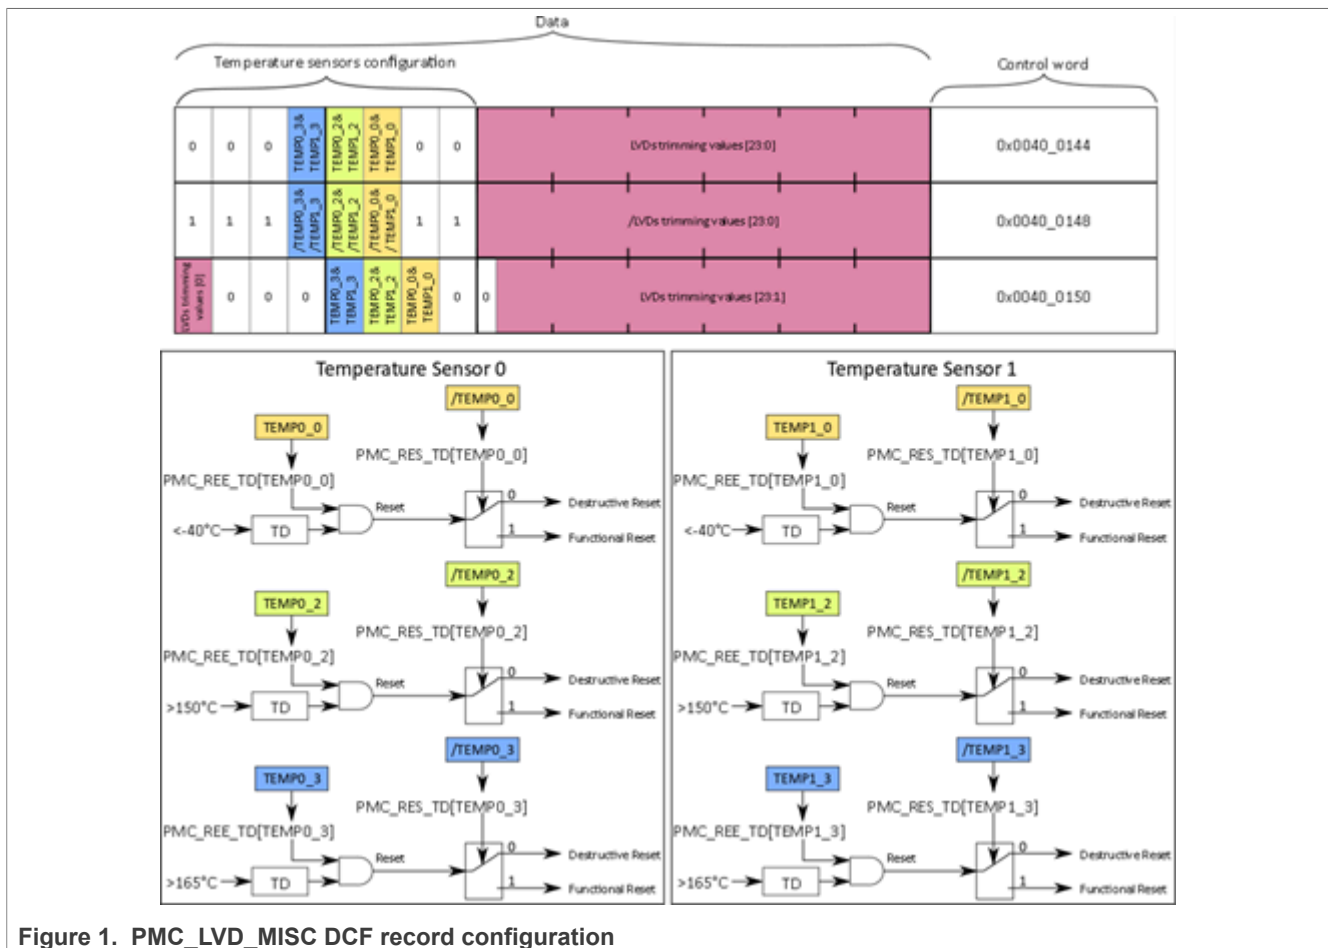 Data
Temperature sensors configuration
Control word
0 0 0 TEMP0_3& TEMP1_3 TEMP0_2& TEMP1_2 TEMP0_0& TEMP1_0 0 0 LVDs trimming values [23:0] 0x0040_0144
1 1 1 /TEMP0_3& /TEMP1_3 /TEMP0_2& /TEMP1_2 /TEMP0_0& /TEMP1_0 1 1 /LVDs trimming values [23:0] 0x0040_0148
LVDs trimming values [0] 0 0 0 TEMP0_3& TEMP1_3 TEMP0_2& TEMP1_2 TEMP0_0& TEMP1_0 0 0 LVDs trimming values [23:1] 0x0040_0150
Temperature Sensor 0
/TEMP0_0
TEMP0_0
PMC_RES_TD[TEMP0_0]
PMC_REE_TD[TEMP0_0]
Reset 0 Destructive Reset
<-40°C TD 1 Functional Reset
/TEMP0_2
TEMP0_2
PMC_RES_TD[TEMP0_2]
PMC_REE_TD[TEMP0_2]
Reset 0 Destructive Reset
>150°C TD 1 Functional Reset
/TEMP0_3
TEMP0_3
PMC_RES_TD[TEMP0_3]
PMC_REE_TD[TEMP0_3]
Reset 0 Destructive Reset
>165°C TD 1 Functional Reset
Temperature Sensor 1
/TEMP1_0
TEMP1_0
PMC_RES_TD[TEMP1_0]
PMC_REE_TD[TEMP1_0]
Reset 0 Destructive Reset
<-40°C TD 1 Functional Reset
/TEMP1_2
TEMP1_2
PMC_RES_TD[TEMP1_2]
PMC_REE_TD[TEMP1_2]
Reset 0 Destructive Reset
>150°C TD 1 Functional Reset
/TEMP1_3
TEMP1_3
PMC_RES_TD[TEMP1_3]
PMC_REE_TD[TEMP1_3]
Reset 0 Destructive Reset
>165°C TD 1 Functional Reset
Figure 1. PMC_LVD_MISC DCF record configuration